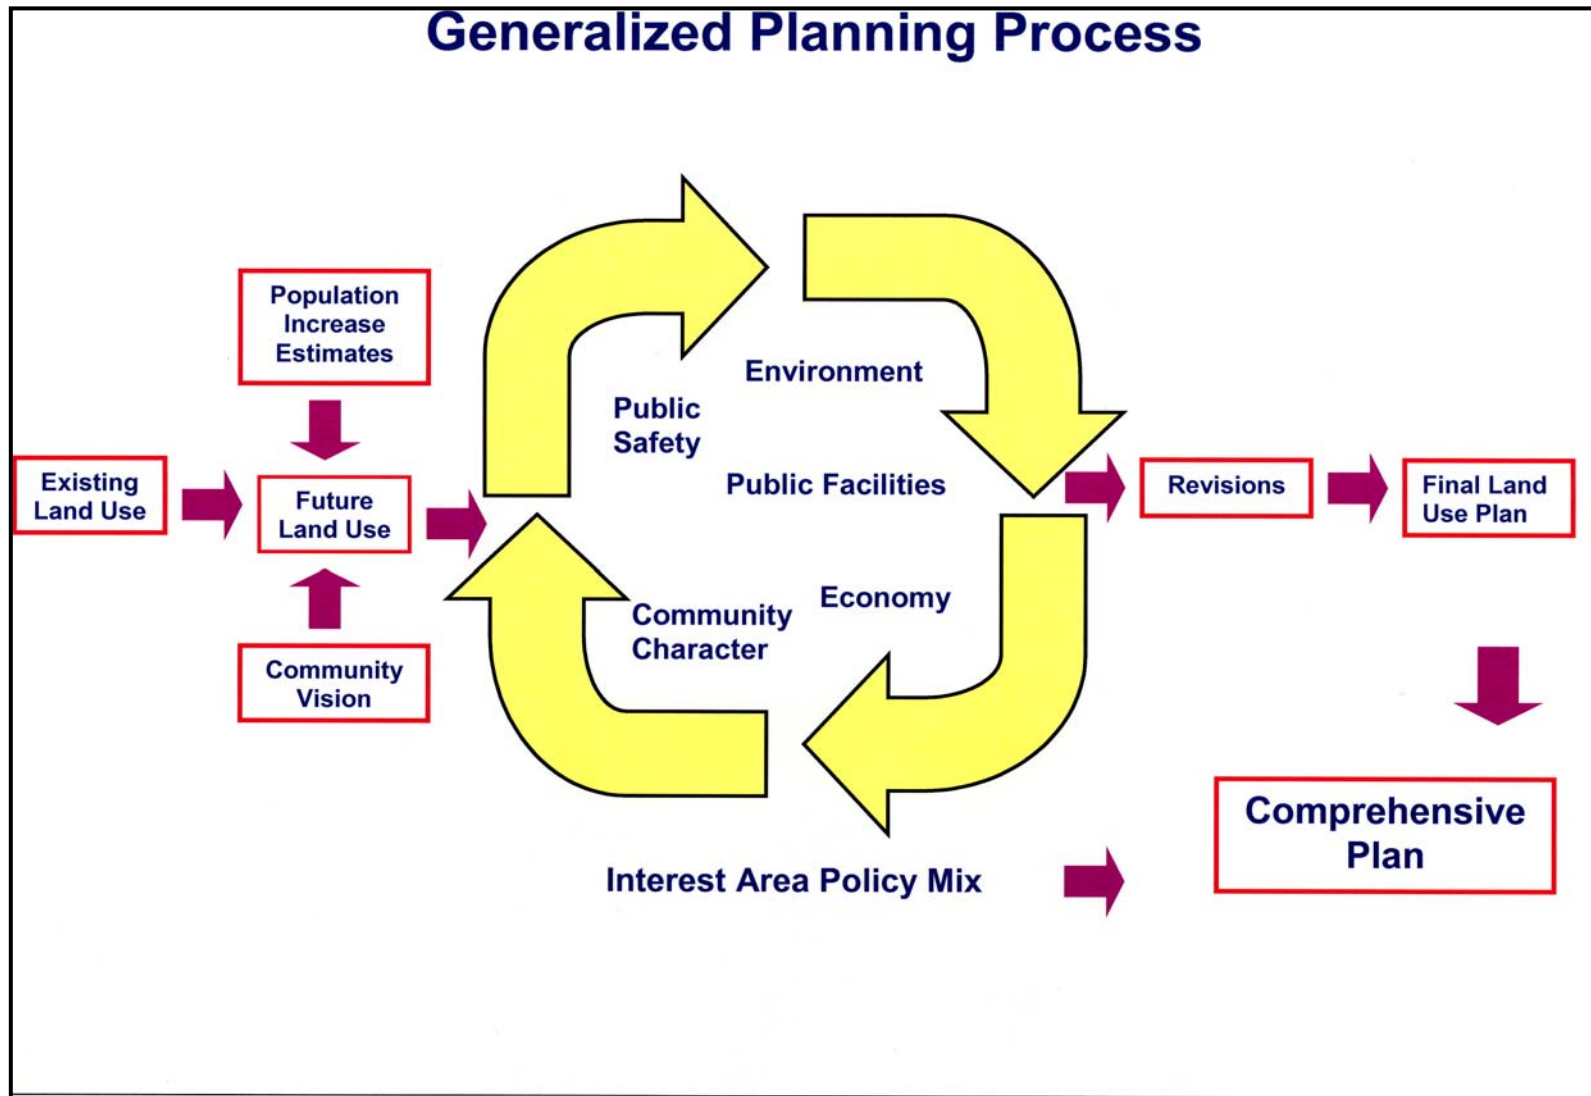 Generalized Planning Process
Population
Increase
Estimates
Existing
Land Use
Future
Land Use
Community
Vision
Public
Safety
Environment
Public Facilities
Community
Character
Economy
Revisions
Final Land
Use Plan
Interest Area Policy Mix
Comprehensive
Plan